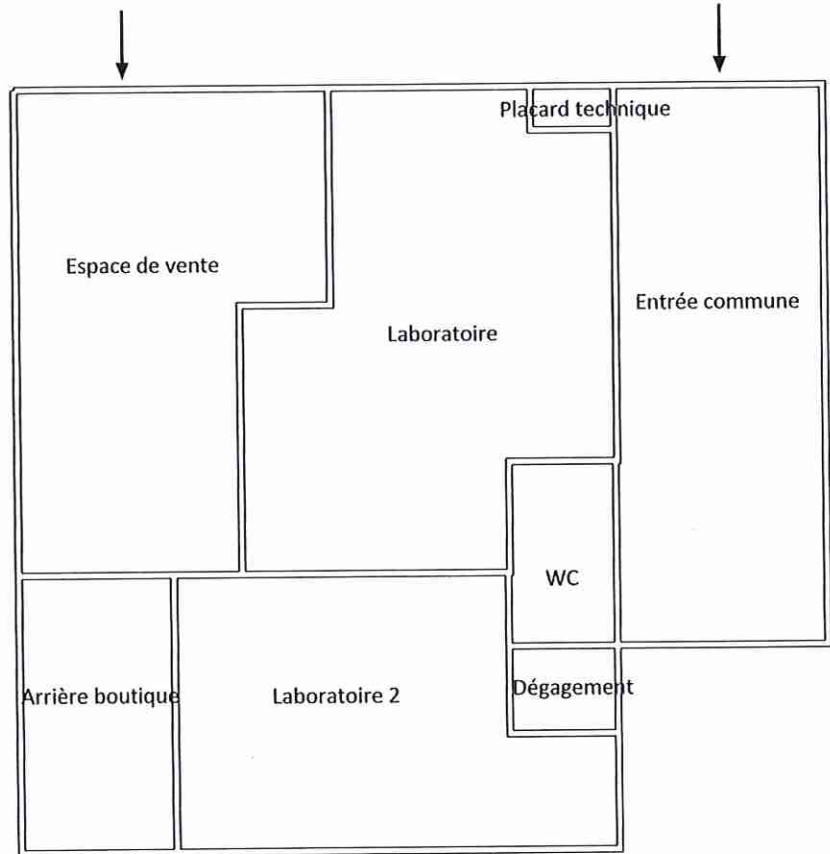 Placard technique
Espace de vente
Entrée commune
Laboratoire
WC
Arrière boutique
Laboratoire 2
Dégagement